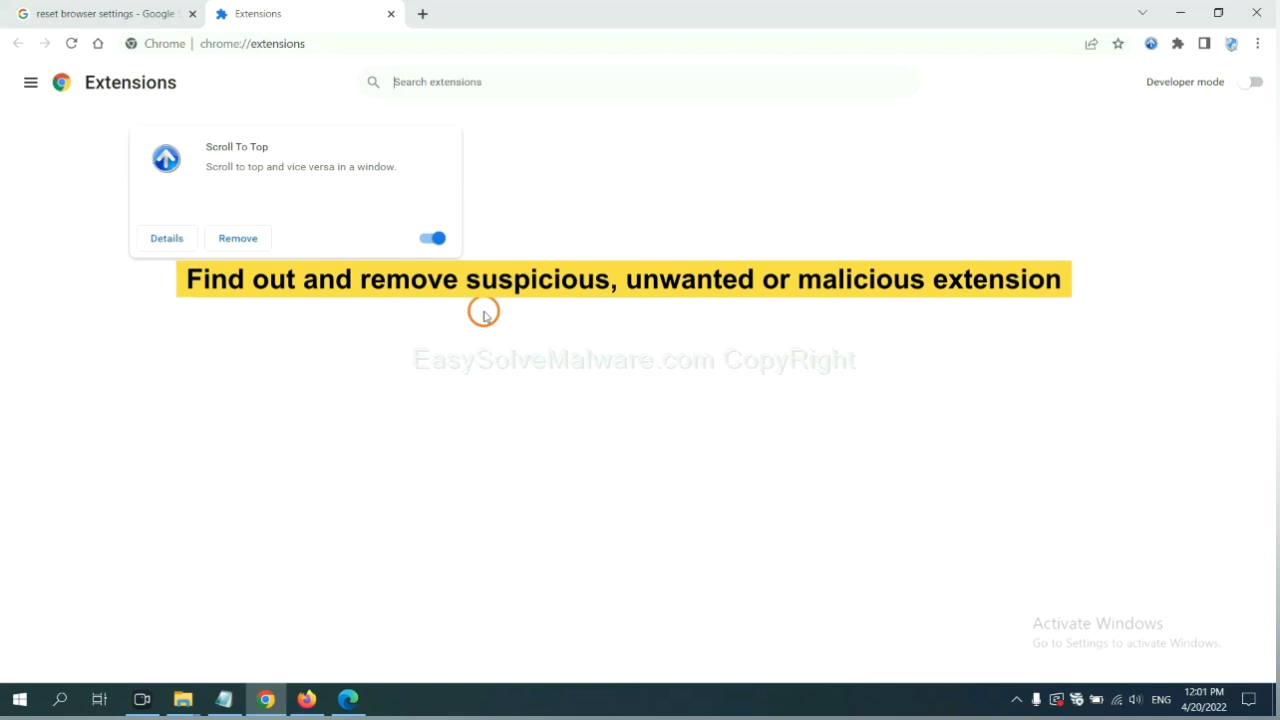 reset browser settings - Google
Extensions
Chrome | chrome://extensions
Extensions
Search extensions
Developer mode
Scroll To Top
Scroll to top and vice versa in a window.
Details
Remove
Find out and remove suspicious, unwanted or malicious extension
EasySolveMalware.com CopyRight
Activate Windows
Go to Settings to activate Windows.
ENG
12:01 PM
4/20/2022